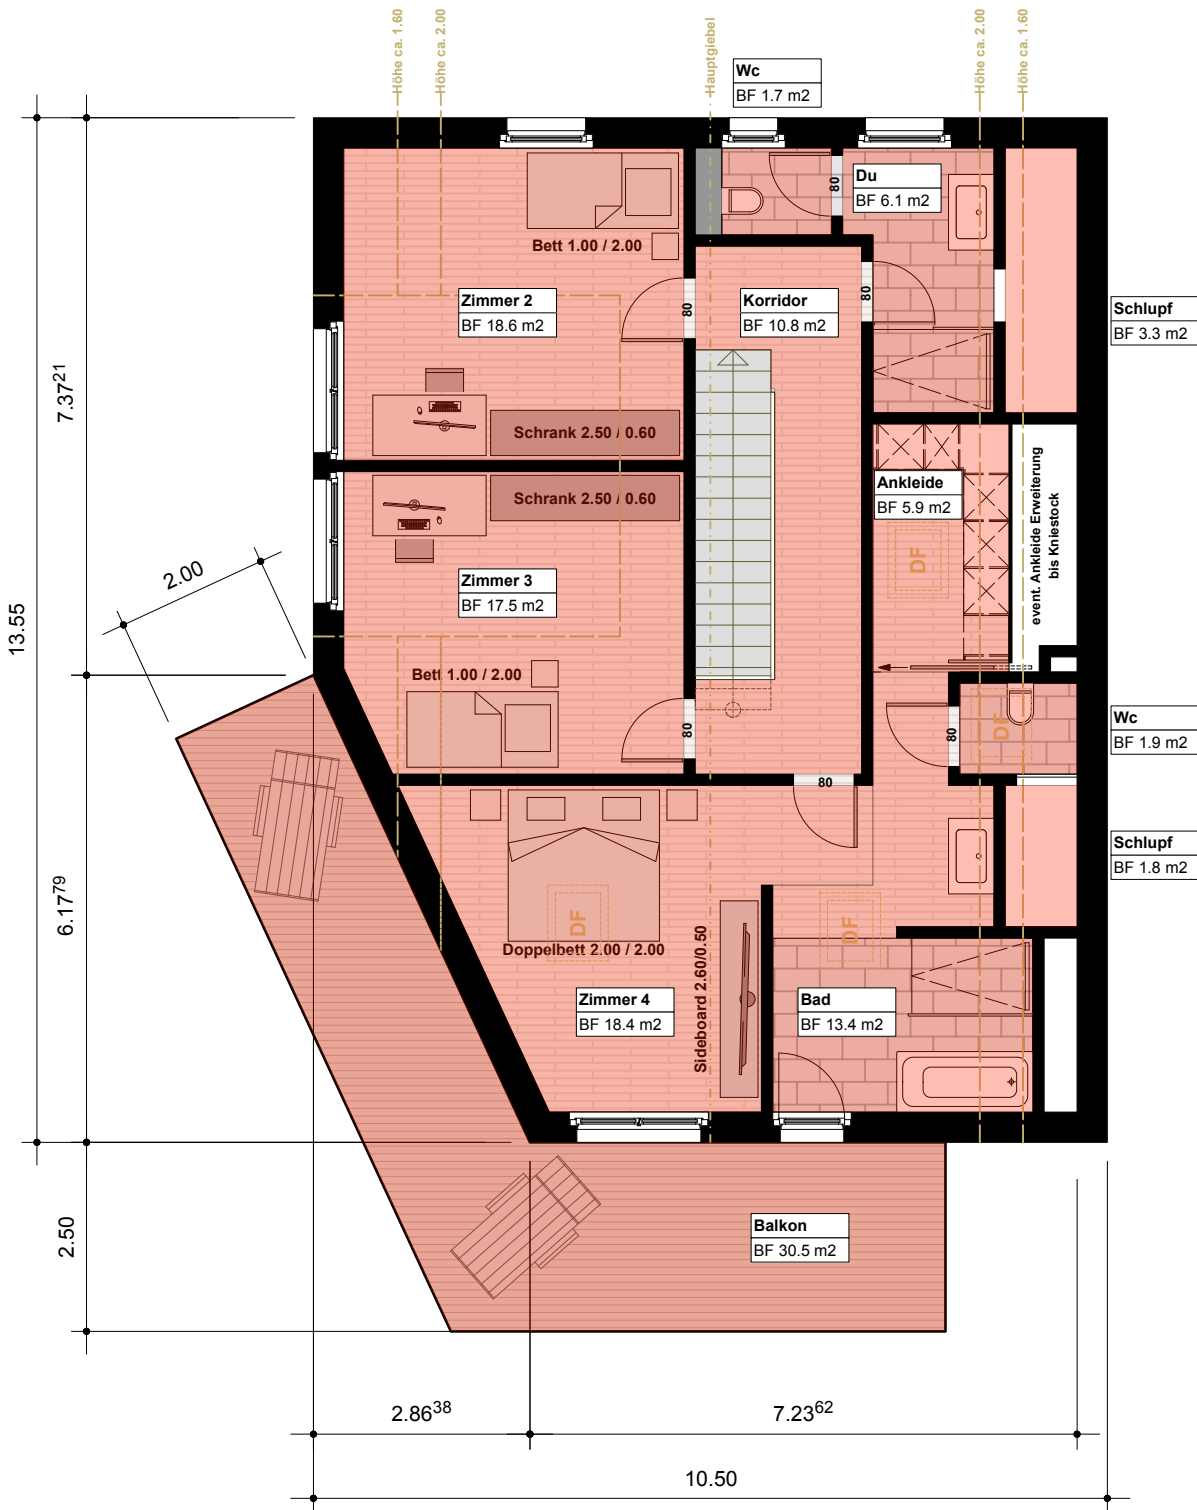 Höhe ca. 1.60
Höhe ca. 2.00
Hauptgiebel
Höhe ca. 2.00
Höhe ca. 1.60
Wc
BF 1.7 m2
Du
BF 6.1 m2
80
Bett 1.00 / 2.00
Zimmer 2
BF 18.6 m2
80
Korridor
BF 10.8 m2
80
Schlupf
BF 3.3 m2
7.37²¹
Schrank 2.50 / 0.60
Schrank 2.50 / 0.60
Ankleide
BF 5.9 m2
event. Ankleide Erweiterung
bis Kniestock
DF
2.00
13.55
Zimmer 3
BF 17.5 m2
Bett 1.00 / 2.00
80
80
DF
Wc
BF 1.9 m2
80
Schlupf
BF 1.8 m2
6.17⁷⁹
DF
DF
Doppelbett 2.00 / 2.00
Sideboard 2.60/0.50
Zimmer 4
BF 18.4 m2
Bad
BF 13.4 m2
2.50
Balkon
BF 30.5 m2
2.86³⁸
7.23⁶²
10.50